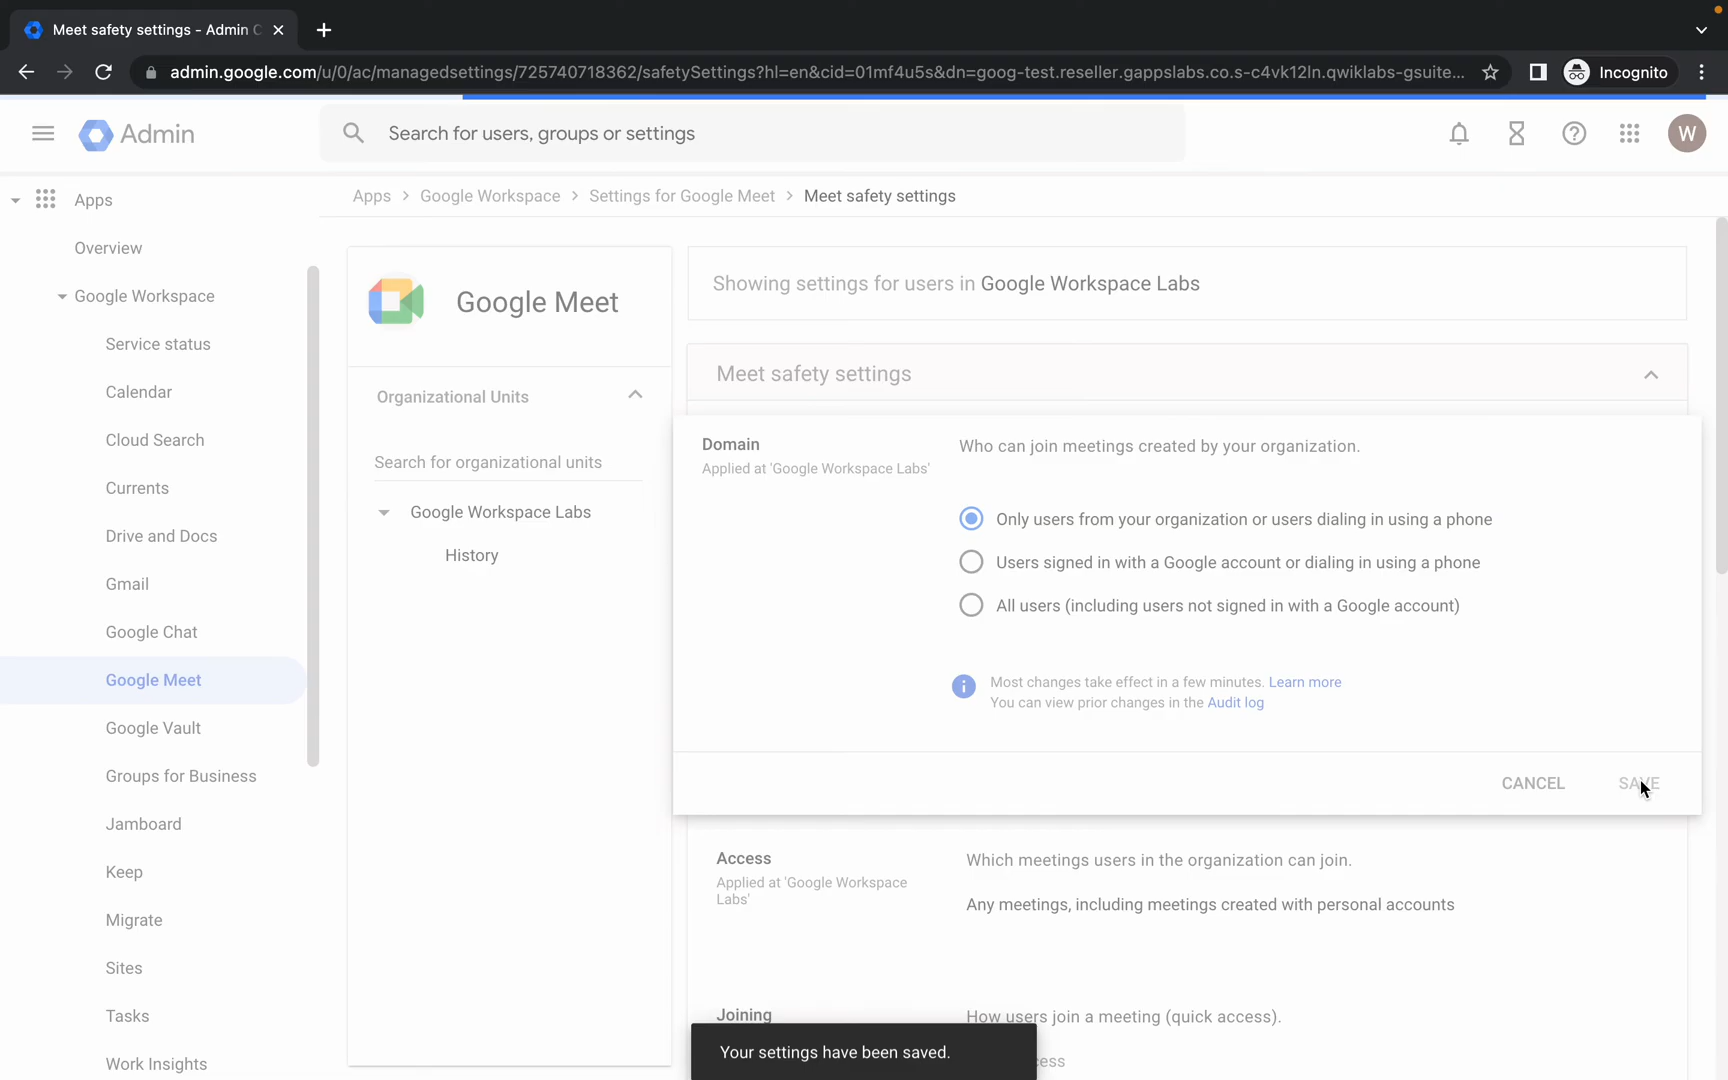 Meet safety settings - Admin C
admin.google.com/u/0/ac/managedsettings/725740718362/safetySettings?hl=en&cid=01mf4u5s&dn=goog-test.reseller.gappslabs.co.s-c4vk12ln.qwiklabs-gsuite...
Incognito
Admin
Search for users, groups or settings
W
Apps
Overview
Google Workspace
Service status
Calendar
Cloud Search
Currents
Drive and Docs
Gmail
Google Chat
Google Meet
Google Vault
Groups for Business
Jamboard
Keep
Migrate
Sites
Tasks
Work Insights
Apps > Google Workspace > Settings for Google Meet > Meet safety settings
Google Meet
Organizational Units
Search for organizational units
Google Workspace Labs
History
Showing settings for users in Google Workspace Labs
Meet safety settings
Domain
Applied at 'Google Workspace Labs'
Who can join meetings created by your organization.
Only users from your organization or users dialing in using a phone
Users signed in with a Google account or dialing in using a phone
All users (including users not signed in with a Google account)
Most changes take effect in a few minutes. Learn more
You can view prior changes in the Audit log
CANCEL
SAVE
Access
Applied at 'Google Workspace
Labs'
Which meetings users in the organization can join.
Any meetings, including meetings created with personal accounts
Joining
How users join a meeting (quick access).
Your settings have been saved.